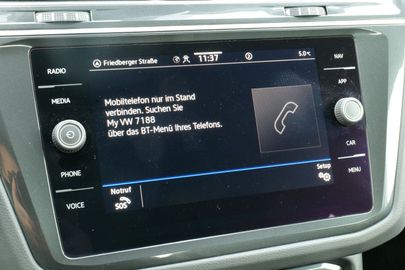 RADIO
MEDIA
PHONE
VOICE
Friedberger Straße
11:37
5.0°C
Mobiltelefon nur im Stand
verbinden. Suchen Sie
My VW 7188
über das BT-Menü Ihres Telefons.
Notruf
SOS
Setup
NAV
APP
CAR
MENU